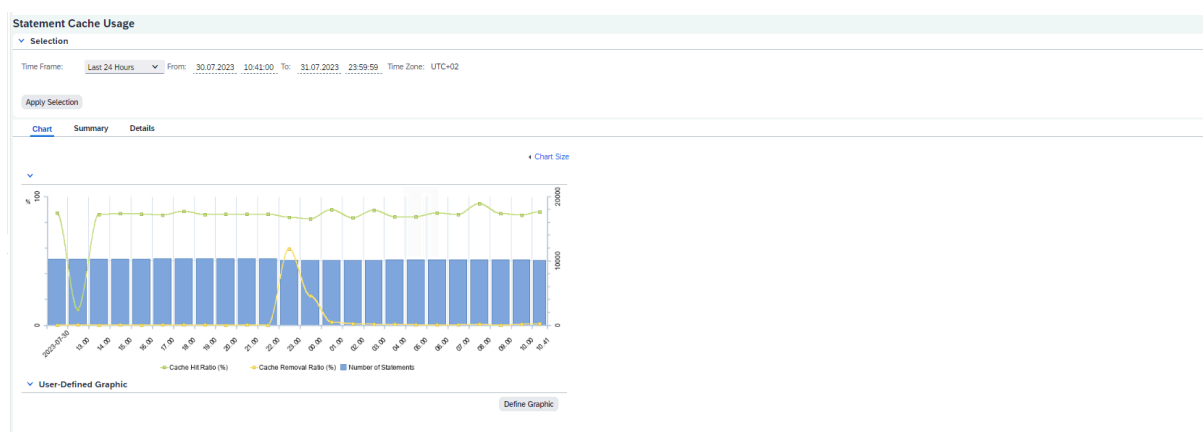 Statement Cache Usage
Selection
Time Frame: Last 24 Hours From: 30.07.2023 10:41:00 To: 31.07.2023 23:59:59 Time Zone: UTC+02
Apply Selection
Chart Summary Details
Chart Size
% 100 20000
10000
0 0
2023-07-30 13.00 14.00 15.00 16.00 17.00 18.00 19.00 20.00 21.00 22.00 23.00 00.00 01.00 02.00 03.00 04.00 05.00 06.00 07.00 08.00 09.00 10.00 10:41
Cache Hit Ratio (%) Cache Removal Ratio (%) Number of Statements
User-Defined Graphic
Define Graphic